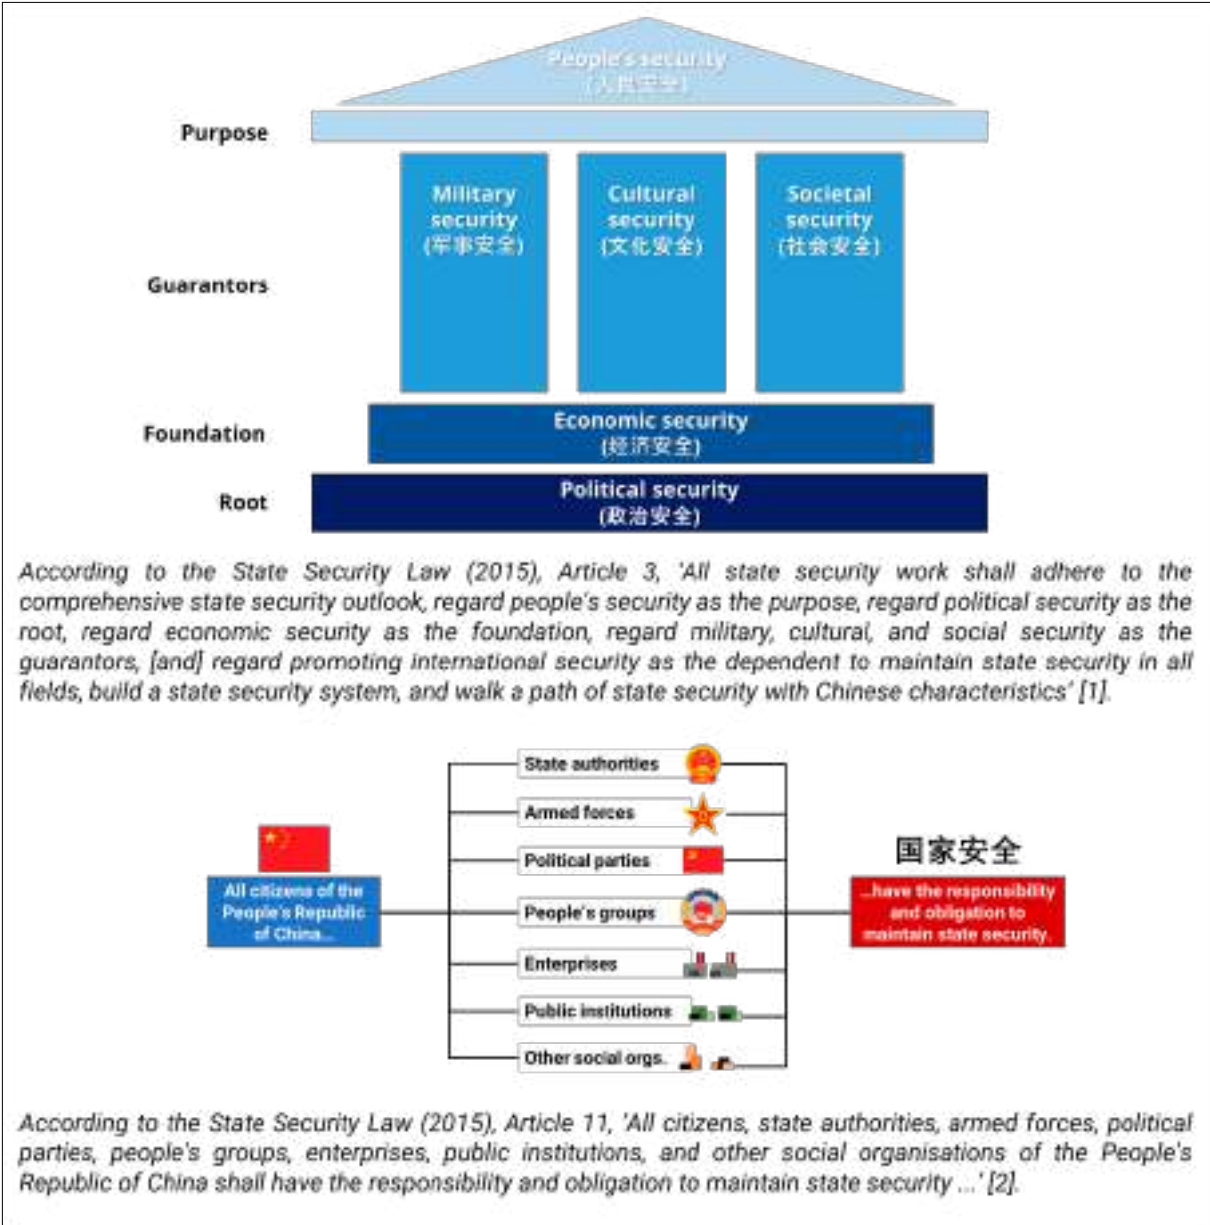 People's security
(人民安全)
Purpose
Military
security
(军事安全)
Cultural
security
(文化安全)
Societal
security
(社会安全)
Guarantors
Foundation
Economic security
(经济安全)
Root
Political security
(政治安全)
According to the State Security Law (2015), Article 3, 'All state security work shall adhere to the
comprehensive state security outlook, regard people's security as the purpose, regard political security as the
root, regard economic security as the foundation, regard military, cultural, and social security as the
guarantors, [and] regard promoting international security as the dependent to maintain state security in all
fields, build a state security system, and walk a path of state security with Chinese characteristics' [1].
All citizens of the
People's Republic
of China...
State authorities
Armed forces
Political parties
People's groups
Enterprises
Public institutions
Other social orgs.
国家安全
...have the responsibility
and obligation to
maintain state security.
According to the State Security Law (2015), Article 11, 'All citizens, state authorities, armed forces, political
parties, people's groups, enterprises, public institutions, and other social organisations of the People's
Republic of China shall have the responsibility and obligation to maintain state security ...' [2].